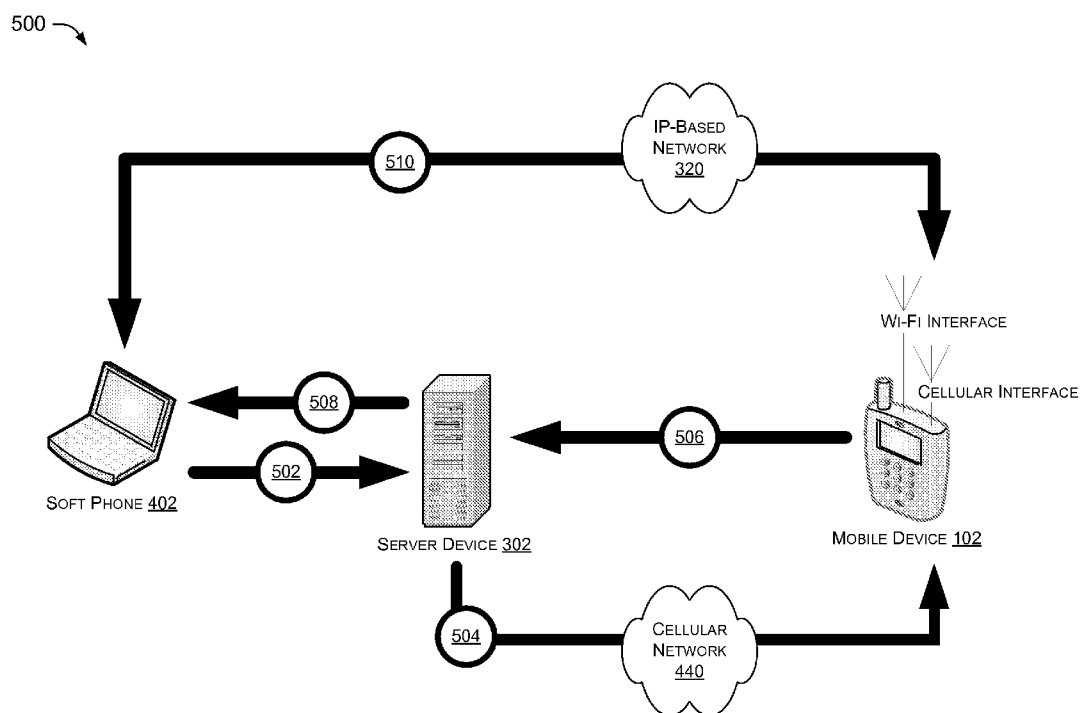 500
IP-BASED
NETWORK
320
510
WI-FI INTERFACE
CELLULAR INTERFACE
508
506
502
SOFT PHONE 402
SERVER DEVICE 302
MOBILE DEVICE 102
504
CELLULAR
NETWORK
440